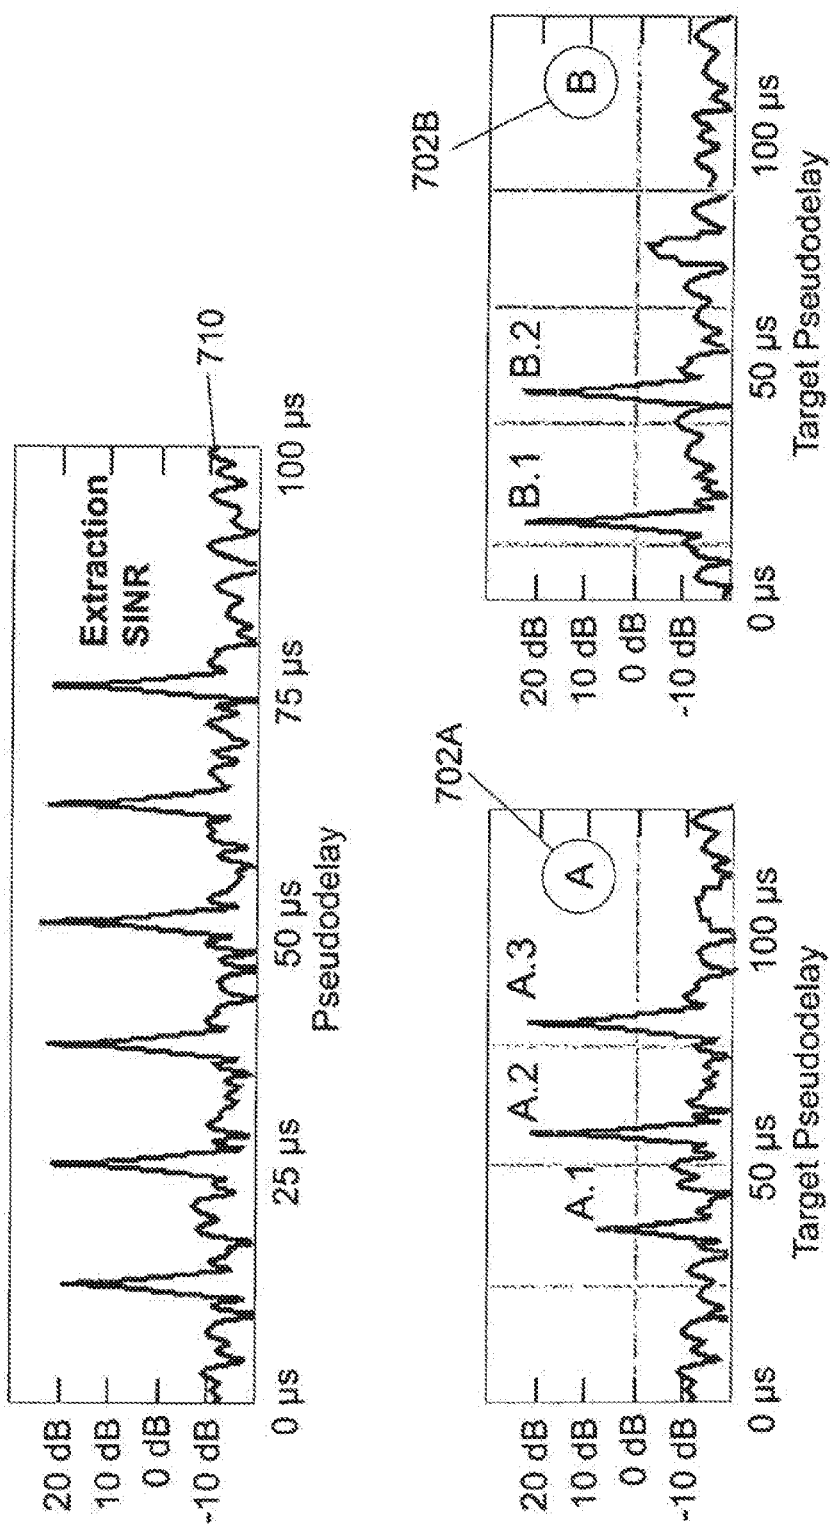 20 dB
10 dB
0 dB
-10 dB
Extraction
SINR
710
0 µs
25 µs
50 µs
75 µs
100 µs
Pseudodelay
702A
A
A.1
A.2
A.3
20 dB
10 dB
0 dB
-10 dB
0 µs
50 µs
100 µs
Target Pseudodelay
702B
B
B.1
B.2
20 dB
10 dB
0 dB
-10 dB
0 µs
50 µs
100 µs
Target Pseudodelay